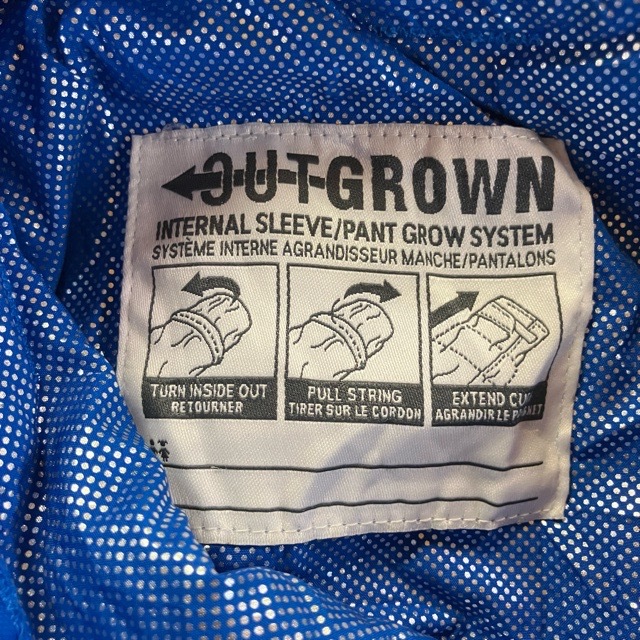 OUTGROWN
INTERNAL SLEEVE/PANT GROW SYSTEM
SYSTÈME INTERNE AGRANDISSEUR MANCHE/PANTALONS
TURN INSIDE OUT
RETOURNER
PULL STRING
TIRER SUR LE CORDON
EXTEND
AGRANDIR LE